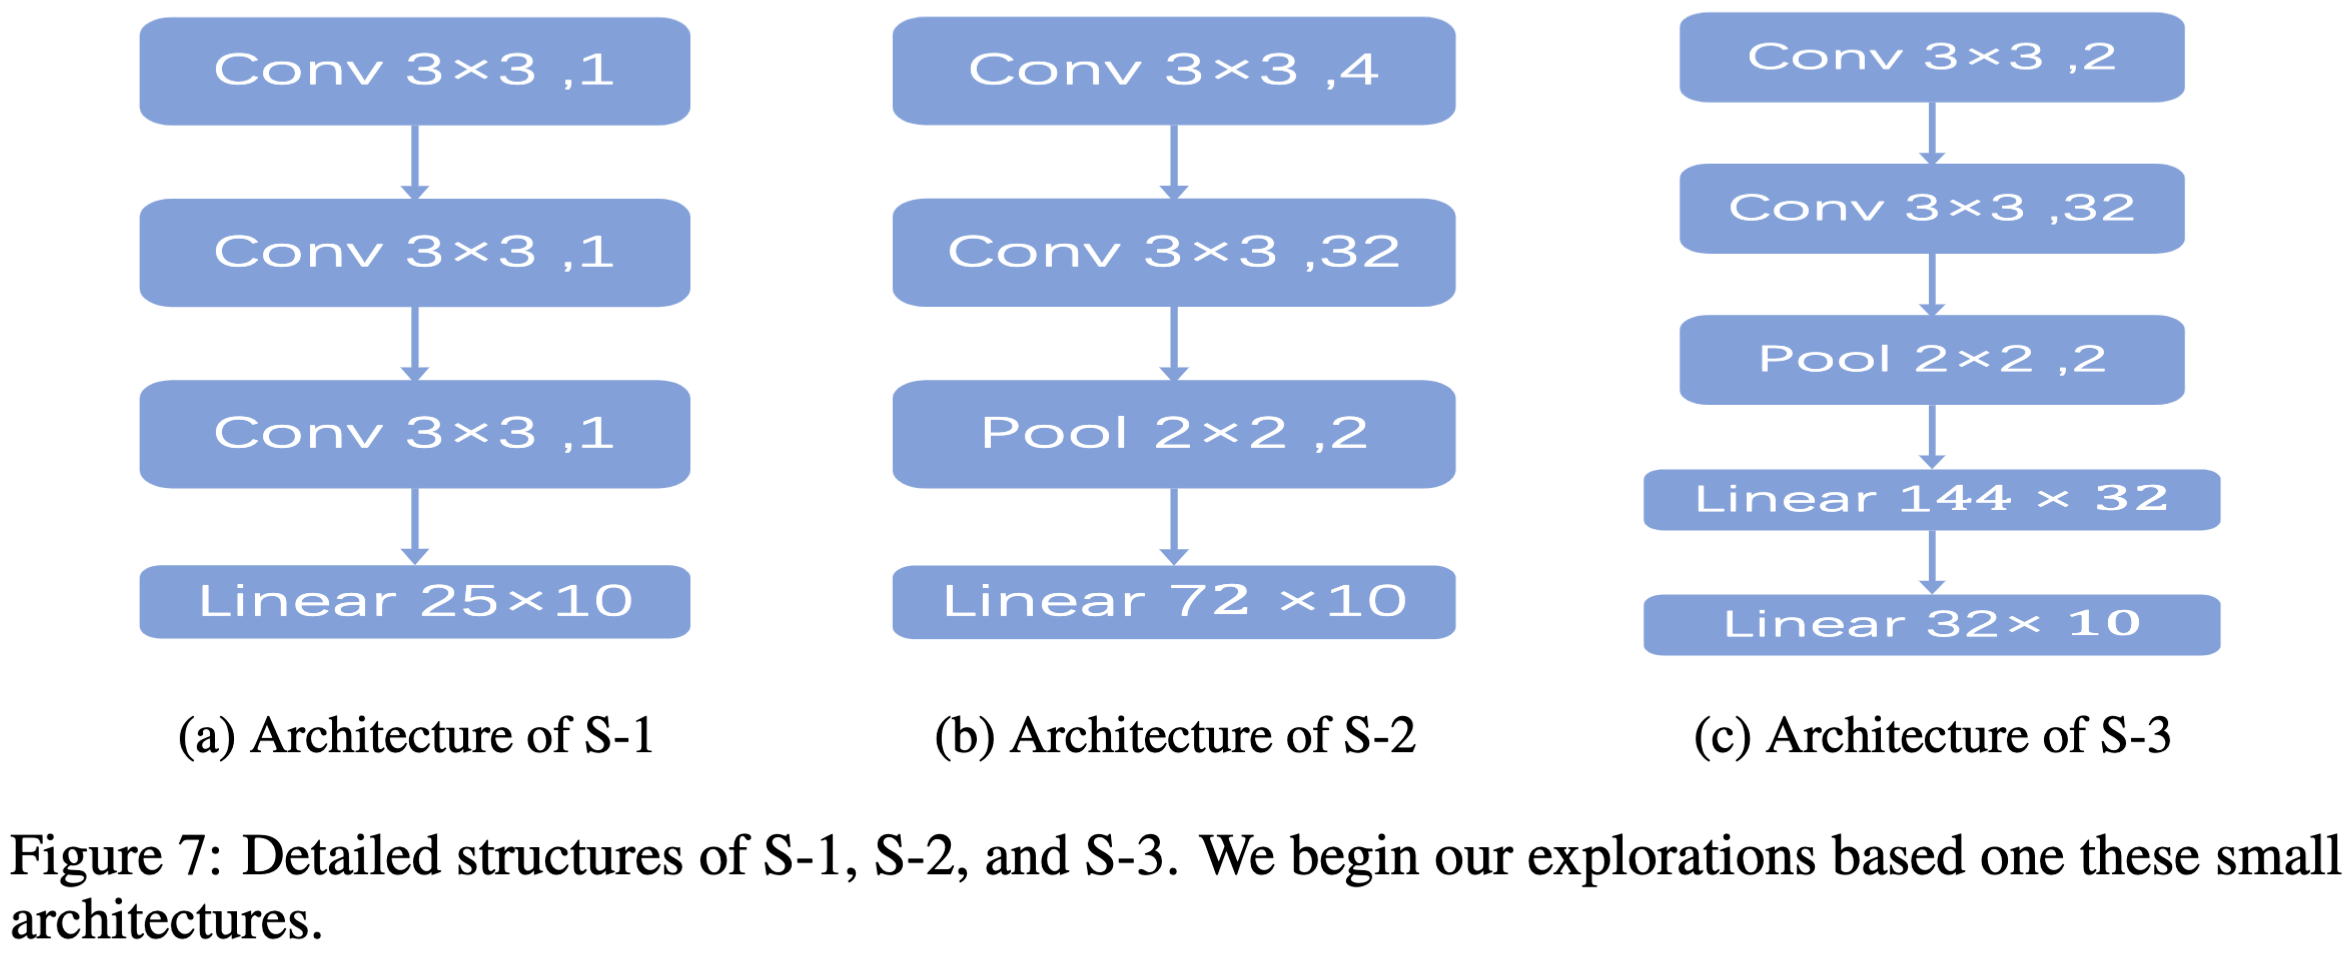 Conv 3×3 ,1
Conv 3×3 ,1
Conv 3×3 ,1
Linear 25×10
(a) Architecture of S-1
Conv 3×3 ,4
Conv 3×3 ,32
Pool 2×2 ,2
Linear 72 ×10
(b) Architecture of S-2
Conv 3×3 ,2
Conv 3×3 ,32
Pool 2×2 ,2
Linear 144 × 32
Linear 32× 10
(c) Architecture of S-3
Figure 7: Detailed structures of S-1, S-2, and S-3. We begin our explorations based one these small
architectures.